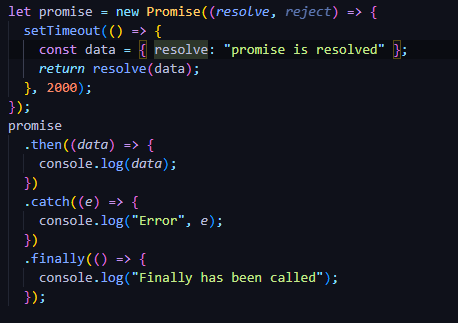 let promise = new Promise((resolve, reject) => {
  setTimeout(() => {
    const data = { resolve: "promise is resolved" };
    return resolve(data);
  }, 2000);
});
promise
  .then((data) => {
    console.log(data);
  })
  .catch((e) => {
    console.log("Error", e);
  })
  .finally(() => {
    console.log("Finally has been called");
  });